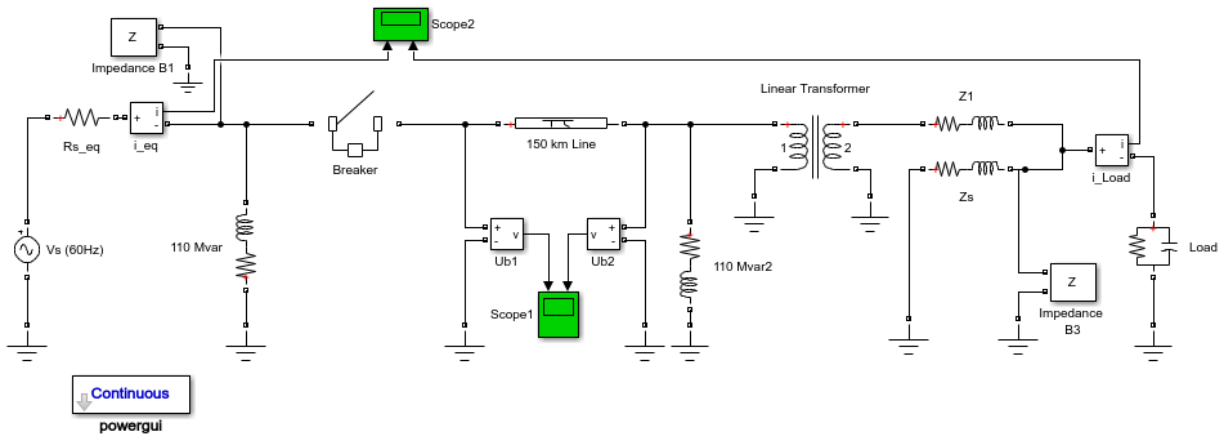 Scope2
Z
Impedance B1
Linear Transformer
Z1
+
i
-
Rs_eq
i_eq
Breaker
150 km Line
1
2
+
i
-
i_Load
Zs
+
Vs (60Hz)
110 Mvar
+
-
v
Ub1
+
-
v
Ub2
110 Mvar2
Load
Z
Impedance
B3
Scope1
Continuous
powergui